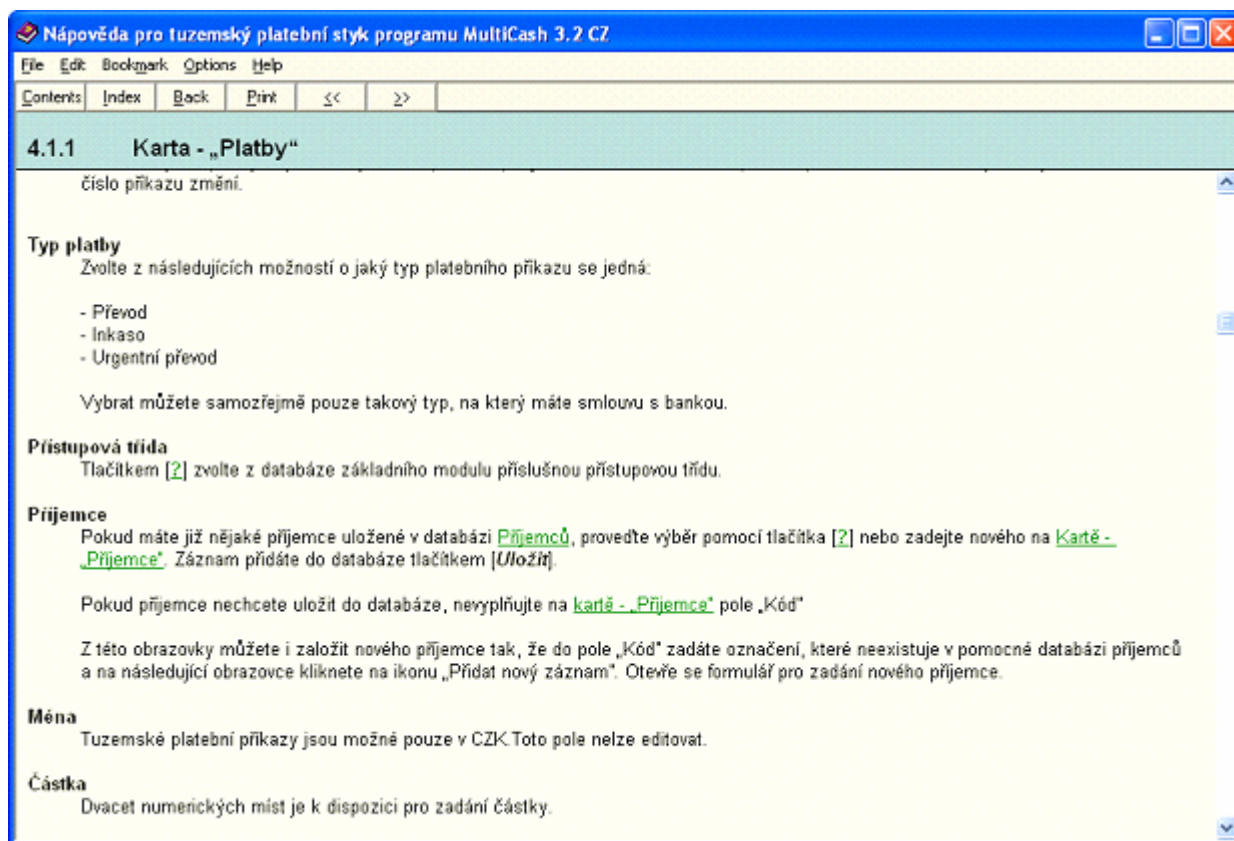 Nápověda pro tuzemský platební styk programu MultiCash 3.2 CZ
File Edit Bookmark Options Help
Contents Index Back Print << >>
4.1.1 Karta - „Platby“
číslo příkazu změní.
Typ platby
Zvolte z následujících možností o jaký typ platebního příkazu se jedná:
- Převod
- Inkaso
- Urgentní převod
Vybrat můžete samozřejmě pouze takový typ, na který máte smlouvu s bankou.
Přístupová třída
Tlačítkem [?] zvolte z databáze základního modulu příslušnou přístupovou třídu.
Příjemce
Pokud máte již nějaké příjemce uložené v databázi Příjemců, proveďte výběr pomocí tlačítka [?] nebo zadejte nového na Kartě -
„Příjemce“. Záznam přidáte do databáze tlačítkem [Uložit].
Pokud příjemce nechcete uložit do databáze, nevyplňujte na kartě - „Příjemce“ pole „Kód“
Z této obrazovky můžete i založit nového příjemce tak, že do pole „Kód“ zadáte označení, které neexistuje v pomocné databázi příjemců
a na následující obrazovce kliknete na ikonu „Přidat nový záznam“. Otevře se formulář pro zadání nového příjemce.
Měna
Tuzemské platební příkazy jsou možné pouze v CZK.Toto pole nelze editovat.
Částka
Dvacet numerických míst je k dispozici pro zadání částky.